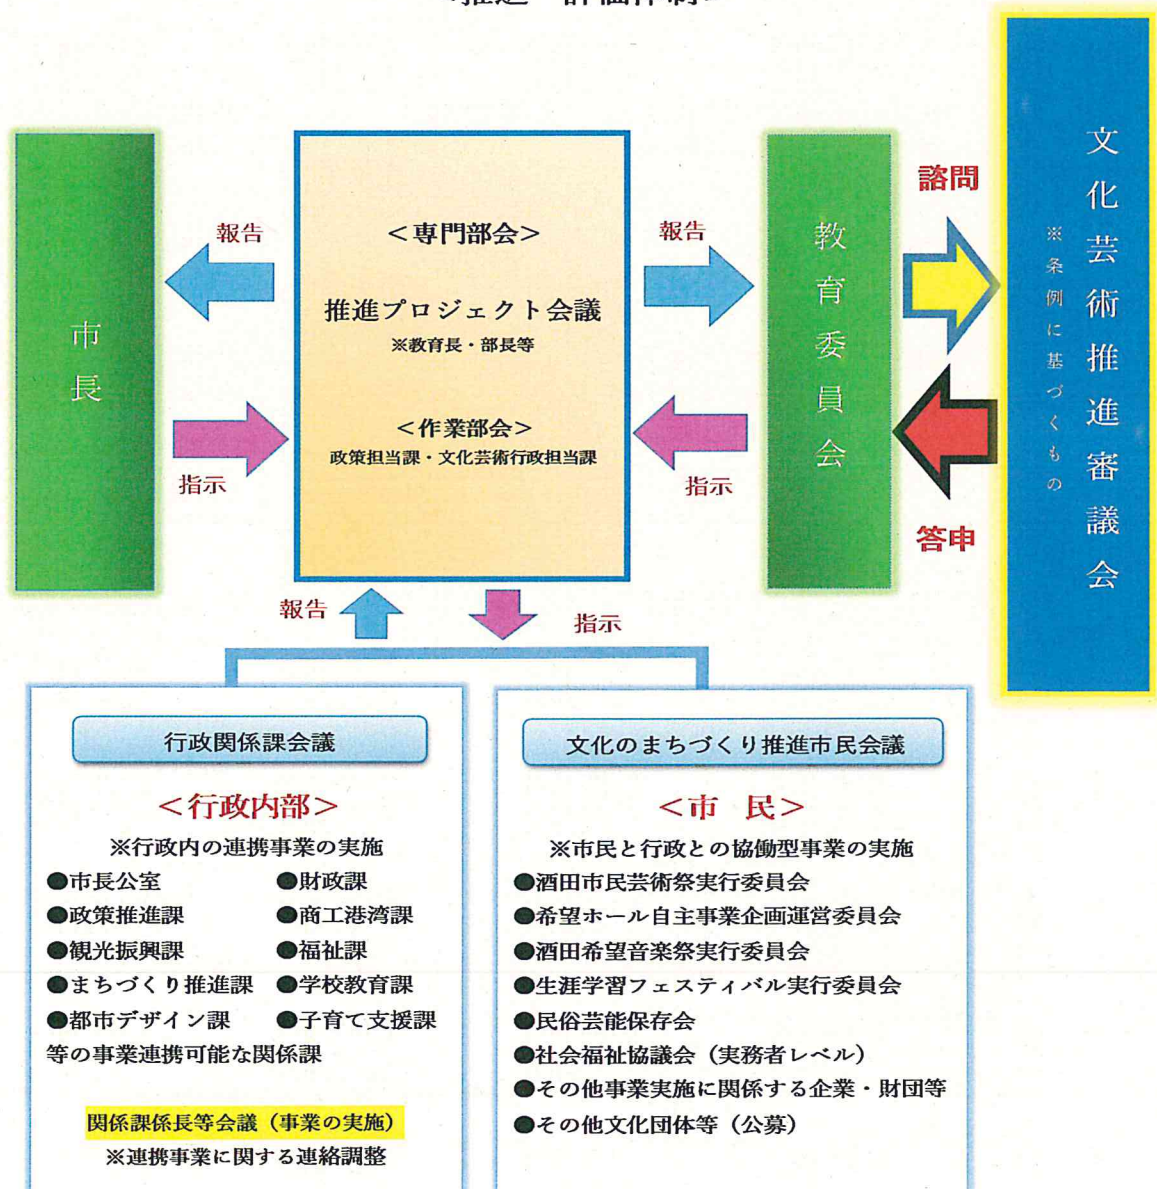 市長
報告
指示
＜専門部会＞
推進プロジェクト会議
※教育長・部長等
＜作業部会＞
政策担当課・文化芸術行政担当課
報告
指示
教育委員会
諮問
答申
文化芸術推進審議会
※条例に基づくもの
報告
指示
行政関係課会議
＜行政内部＞
※行政内の連携事業の実施
●市長公室 ●財政課
●政策推進課 ●商工港湾課
●観光振興課 ●福祉課
●まちづくり推進課 ●学校教育課
●都市デザイン課 ●子育て支援課
等の事業連携可能な関係課
関係課係長等会議（事業の実施）
※連携事業に関する連絡調整
文化のまちづくり推進市民会議
＜市 民＞
※市民と行政との協働型事業の実施
●酒田市民芸術祭実行委員会
●希望ホール自主事業企画運営委員会
●酒田希望音楽祭実行委員会
●生涯学習フェスティバル実行委員会
●民俗芸能保存会
●社会福祉協議会（実務者レベル）
●その他事業実施に関係する企業・財団等
●その他文化団体等（公募）